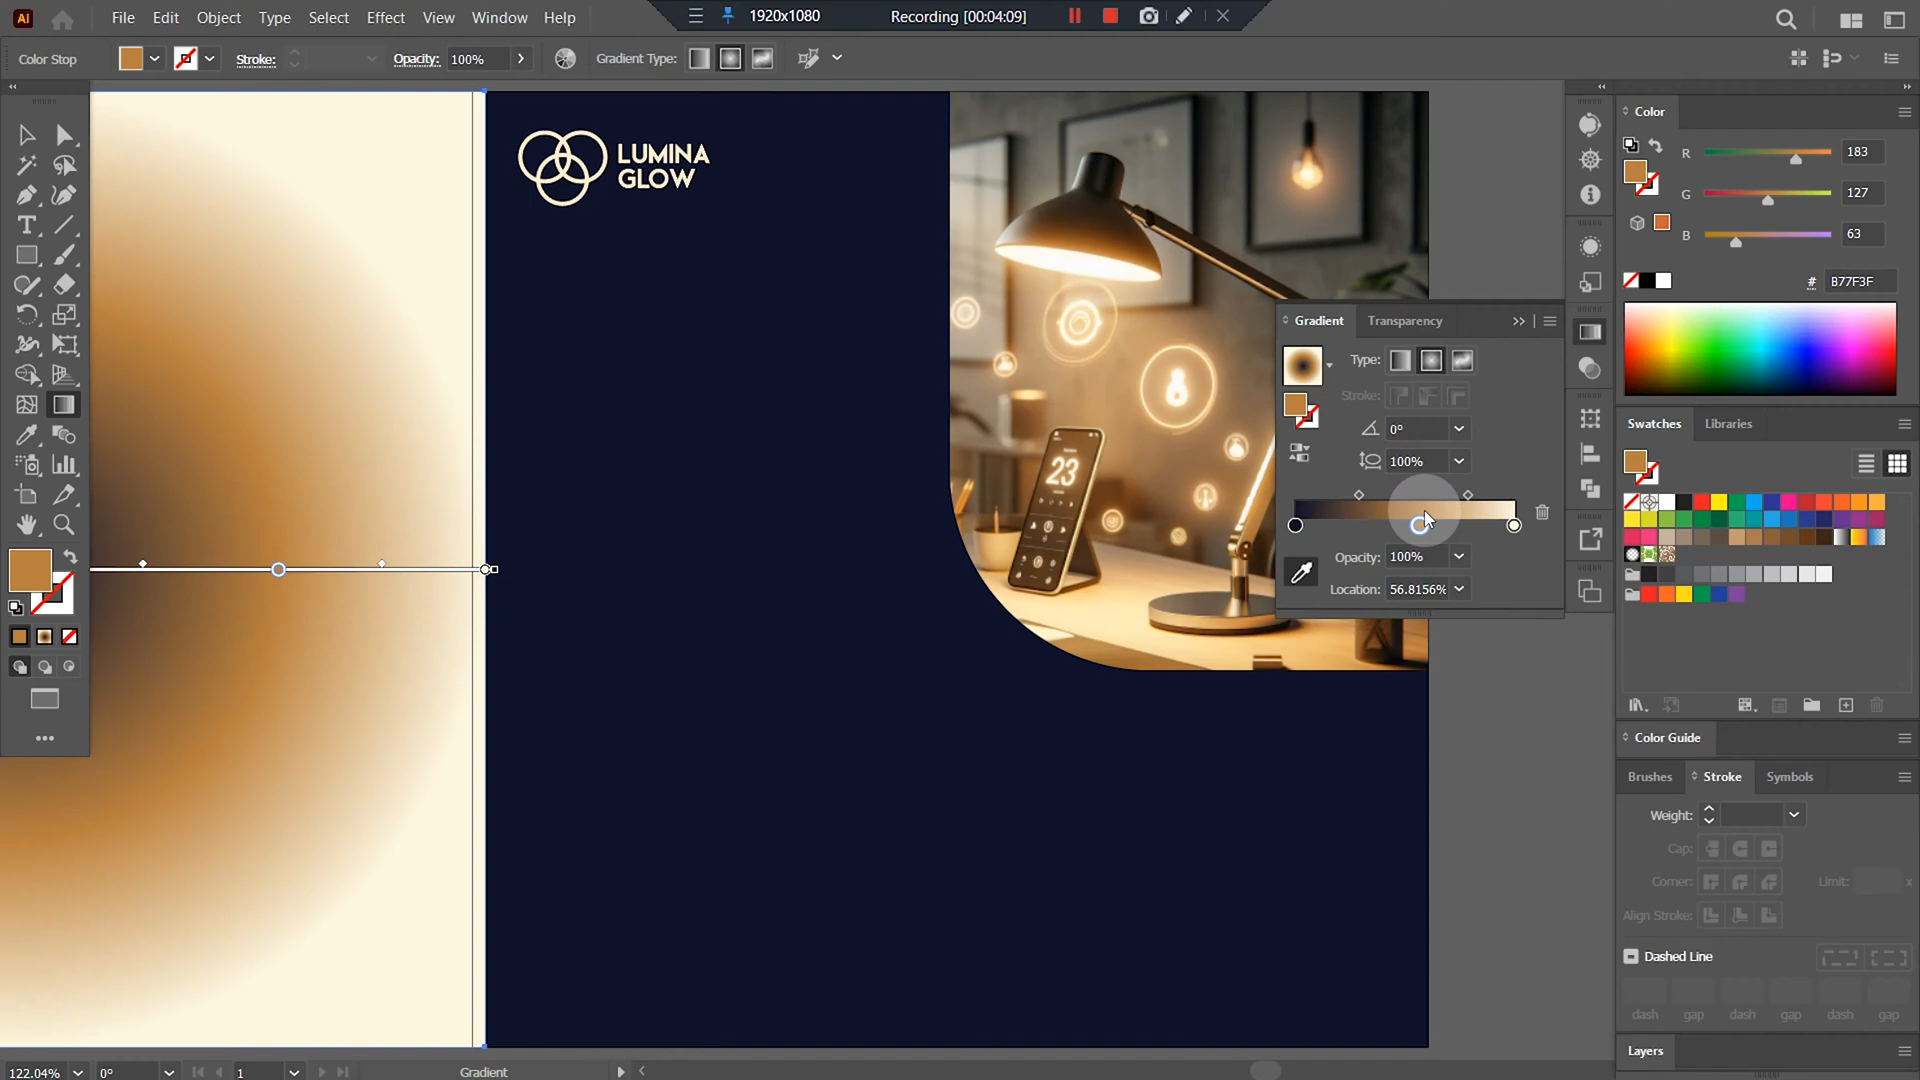 Ai File Edit Object Type Select Effect View Window Help
1920x1080 Recording [00:04:09]
Color Stop Stroke: Opacity: 100% Gradient Type:
LUMINA
GLOW
23
Gradient Transparency
Type:
Stroke:
0°
100%
Opacity: 100%
Location: 56.8156%
Color
R 183
G 127
B 63
# B77F3F
Swatches Libraries
Color Guide
Brushes Stroke Symbols
Weight:
Cap:
Corner: Limit: x
Align Stroke:
Dashed Line
dash gap dash gap dash gap
Layers
122.04% 0° 1 Gradient